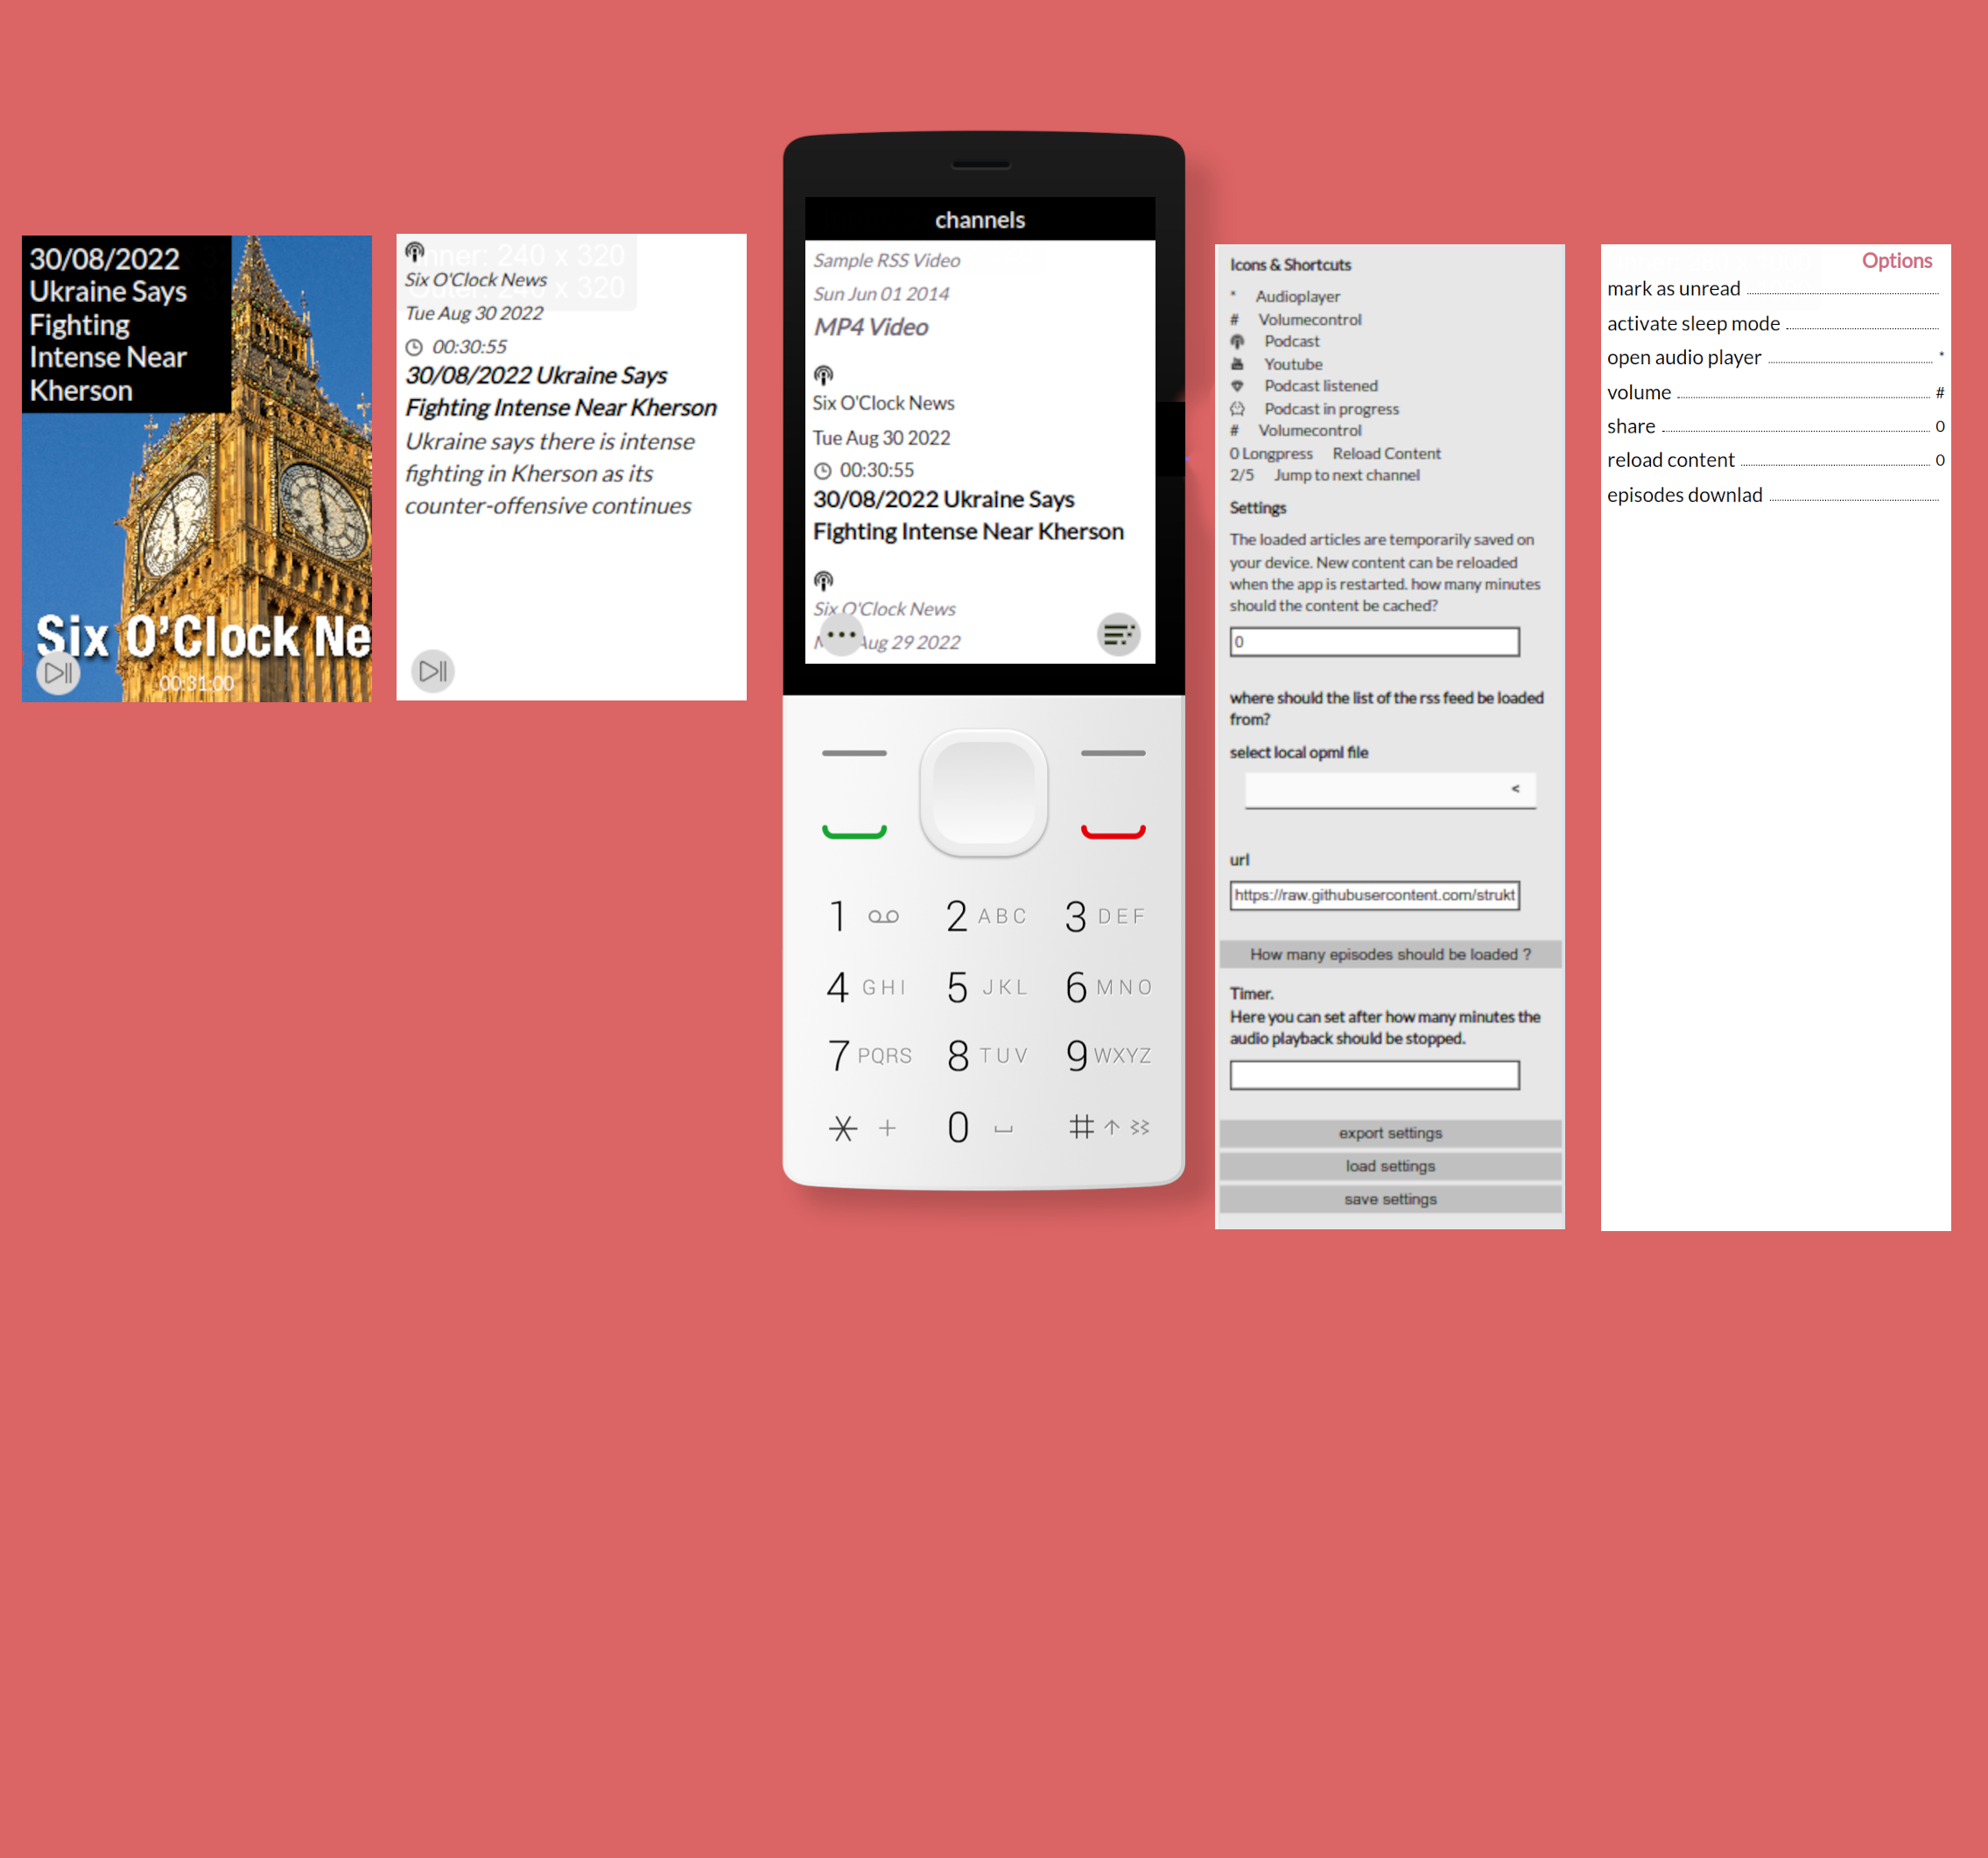 30/08/2022
Ukraine Says
Fighting
Intense Near
Kherson
Six O'Clock Ne
00:31:00
nner: 240 x 320
x 320
Six O'Clock News
Tue Aug 30 2022
00:30:55
30/08/2022 Ukraine Says
Fighting Intense Near Kherson
Ukraine says there is intense
fighting in Kherson as its
counter-offensive continues
channels
Sample RSS Video
Sun Jun 01 2014
MP4 Video
Six O'Clock News
Tue Aug 30 2022
00:30:55
30/08/2022 Ukraine Says
Fighting Intense Near Kherson
Six O'Clock News
Aug 29 2022
1
2 ABC
3 DEF
4 GHI
5 JKL
6 MNO
7 PQRS
8 TUV
9 WXYZ
* +
0
#
Icons & Shortcuts
* Audioplayer
# Volumecontrol
Podcast
Youtube
Podcast listened
Podcast in progress
# Volumecontrol
0 Longpress Reload Content
2/5 Jump to next channel
Settings
The loaded articles are temporarily saved on
your device. New content can be reloaded
when the app is restarted. how many minutes
should the content be cached?
0
where should the list of the rss feed be loaded
from?
select local opml file
<
url
https://raw.githubusercontent.com/strukt
How many episodes should be loaded ?
Timer.
Here you can set after how many minutes the
audio playback should be stopped.
export settings
load settings
save settings
Options
mark as unread
activate sleep mode
open audio player *
volume #
share 0
reload content 0
episodes downlad